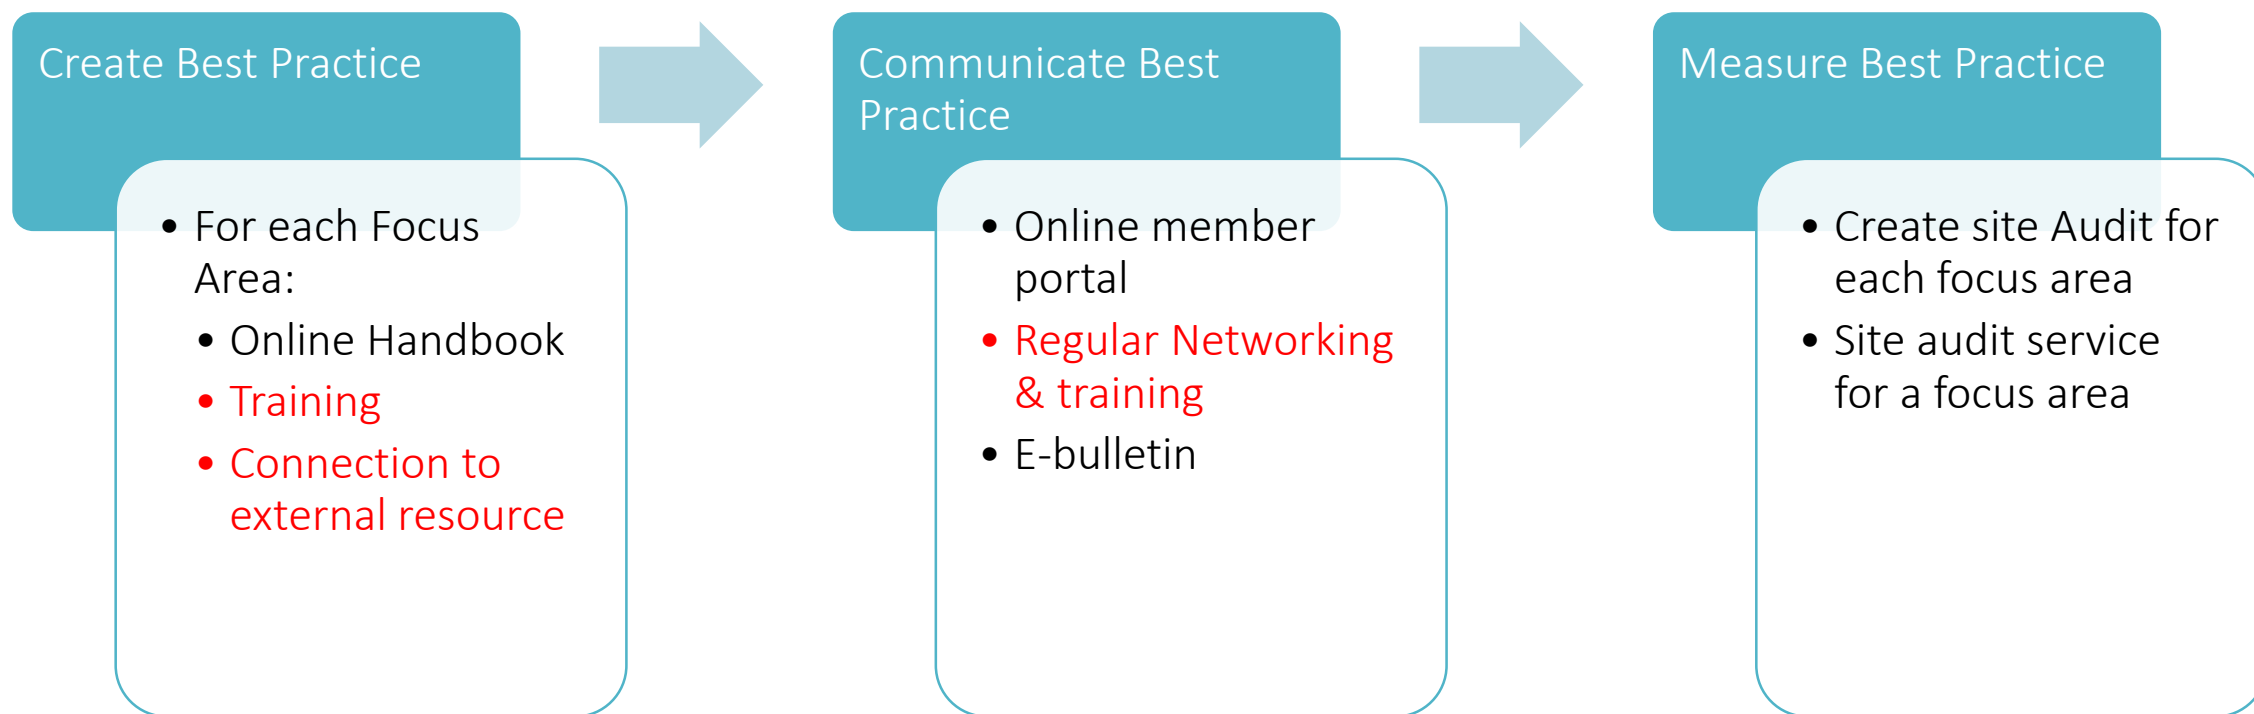 Create Best Practice
• For each Focus
Area:
• Online Handbook
• Training
• Connection to
external resource
Communicate Best
Practice
• Online member
portal
• Regular Networking
& training
• E-bulletin
Measure Best Practice
• Create site Audit for
each focus area
• Site audit service
for a focus area